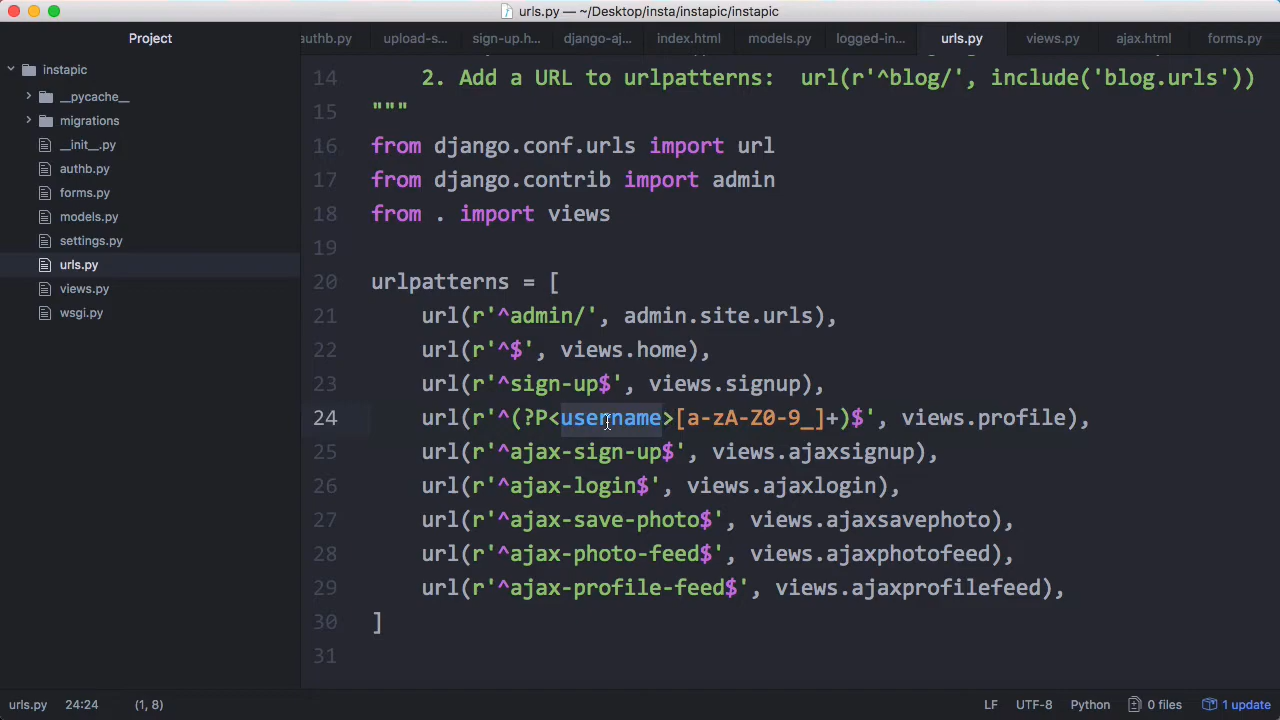 urls.py — ~/Desktop/insta/instapic/instapic
Project
authb.py upload-s... sign-up.h... django-aj... index.html models.py logged-in... urls.py views.py ajax.html forms.py
instapic
__pycache__
migrations
__init__.py
authb.py
forms.py
models.py
settings.py
urls.py
views.py
wsgi.py
14 2. Add a URL to urlpatterns:  url(r'^blog/', include('blog.urls'))
15 """
16 from django.conf.urls import url
17 from django.contrib import admin
18 from . import views
19
20 urlpatterns = [
21 url(r'^admin/', admin.site.urls),
22 url(r'^$', views.home),
23 url(r'^sign-up$', views.signup),
24 url(r'^(?P<username>[a-zA-Z0-9_]+)$', views.profile),
25 url(r'^ajax-sign-up$', views.ajaxsignup),
26 url(r'^ajax-login$', views.ajaxlogin),
27 url(r'^ajax-save-photo$', views.ajaxsavephoto),
28 url(r'^ajax-photo-feed$', views.ajaxphotofeed),
29 url(r'^ajax-profile-feed$', views.ajaxprofilefeed),
30 ]
31
urls.py 24:24 (1, 8) LF UTF-8 Python 0 files 1 update